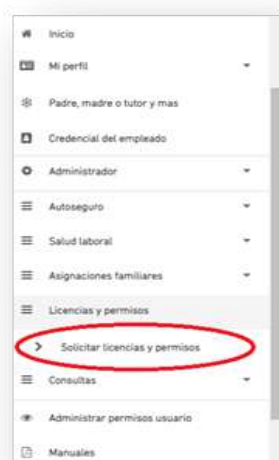 Inicio
Mi perfil
Padre, madre o tutor y mas
Credencial del empleado
Administrador
Autoseguro
Salud laboral
Asignaciones familiares
Licencias y permisos
Solicitar licencias y permisos
Consultas
Administrar permisos usuario
Manuales